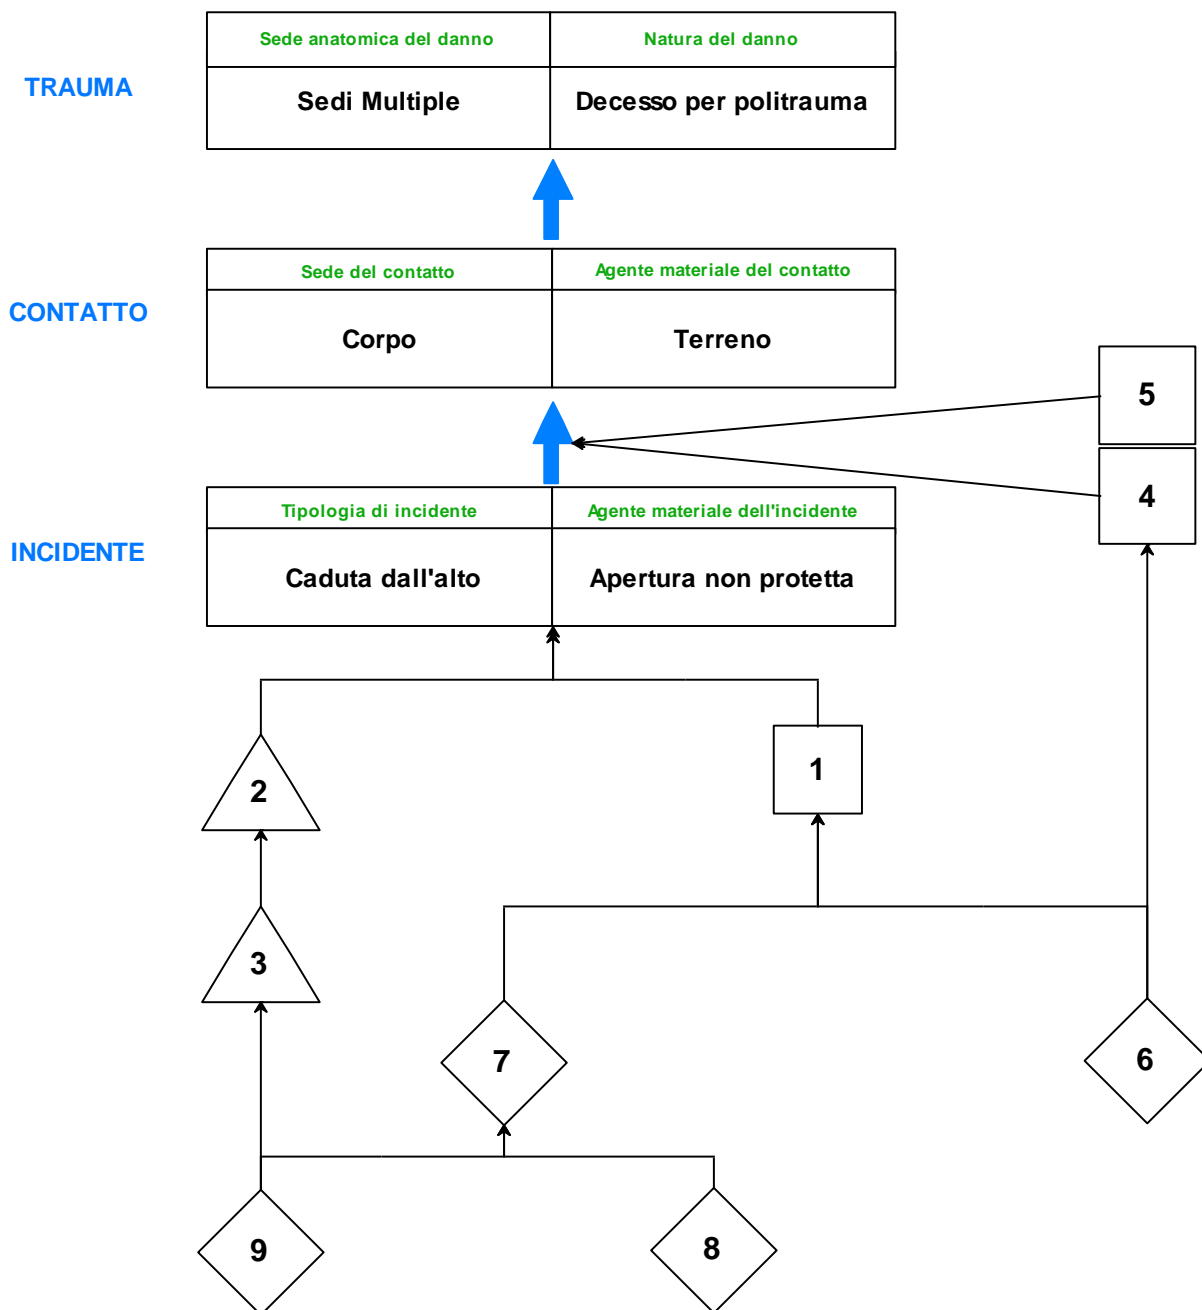 Sede anatomica del danno
Natura del danno
TRAUMA
Sedi Multiple
Decesso per politrauma
Sede del contatto
Agente materiale del contatto
CONTATTO
Corpo
Terreno
5
4
Tipologia di incidente
Agente materiale dell'incidente
INCIDENTE
Caduta dall'alto
Apertura non protetta
2
1
3
7
6
9
8